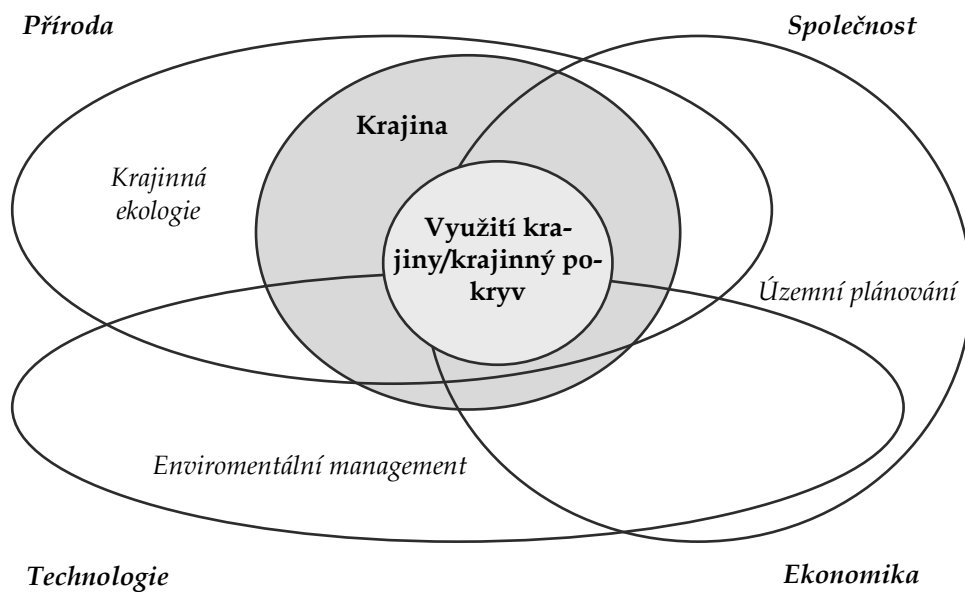 Příroda
Společnost
Krajina
Krajinná
ekologie
Využití kra-
jiny/krajinný po-
kryv
Územní plánování
Enviromentální management
Technologie
Ekonomika